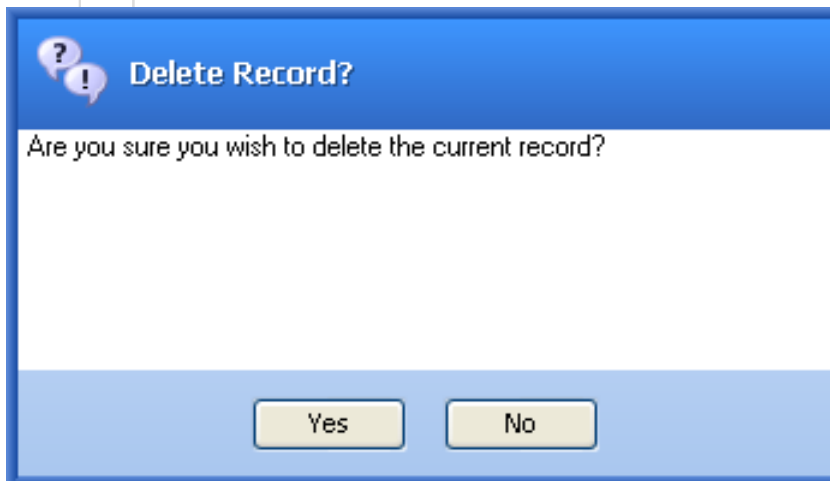 Delete Record?
Are you sure you wish to delete the current record?
Yes No